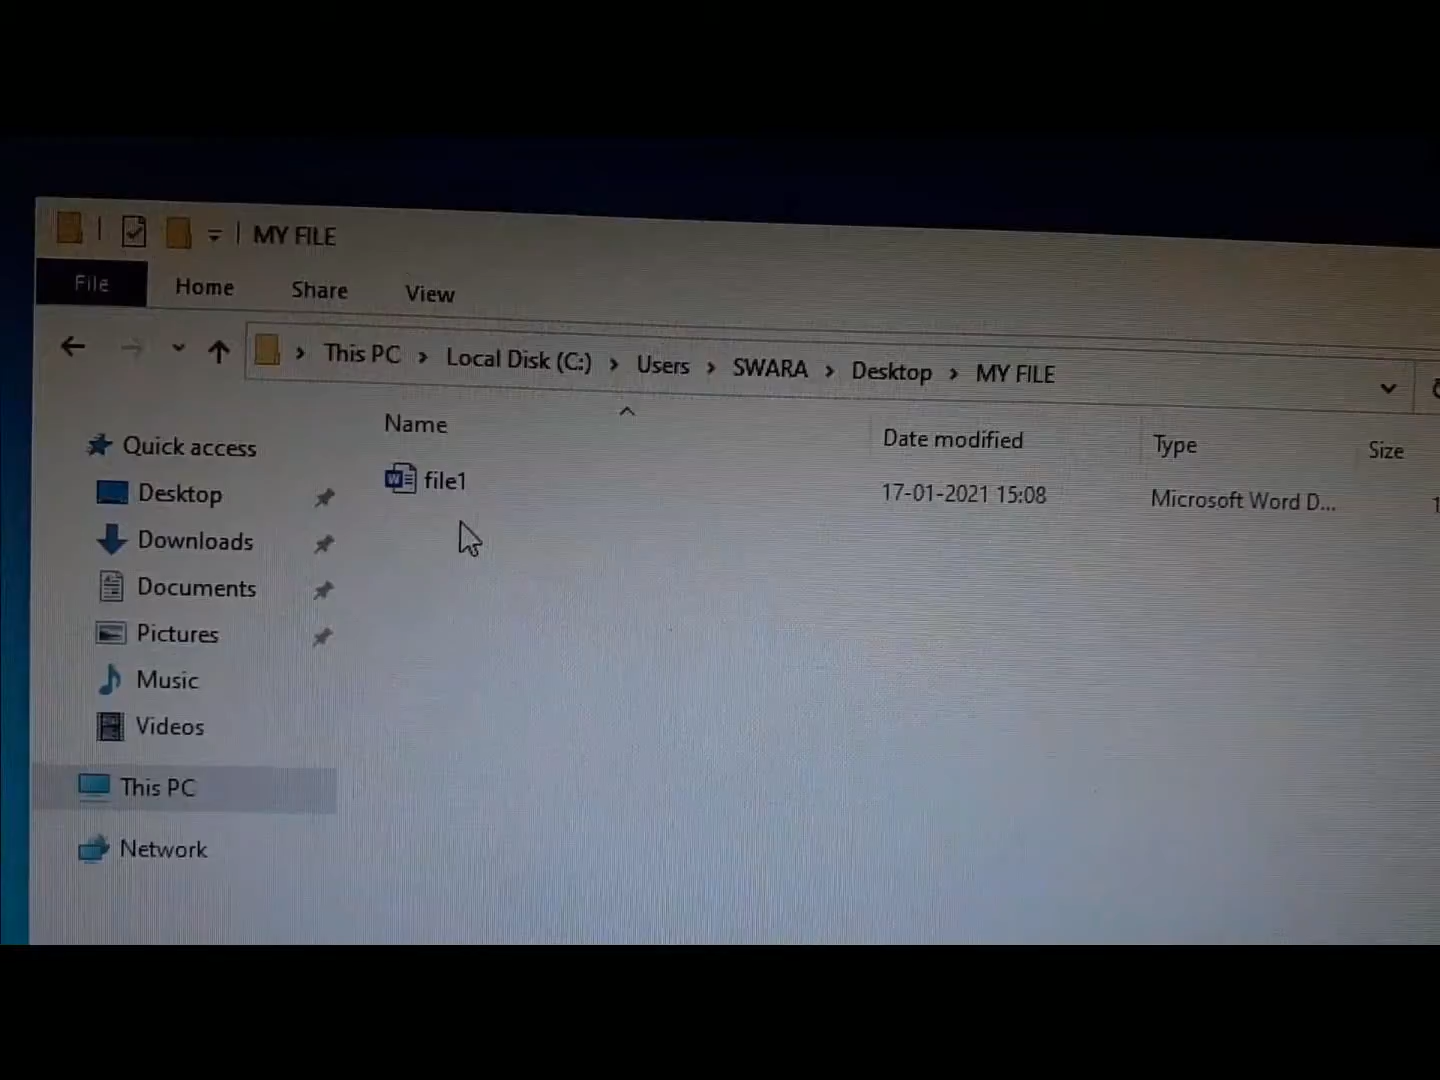 MY FILE
File Home Share View
This PC > Local Disk (C:) > Users > SWARA > Desktop > MY FILE
Name Date modified Type Size
file1 17-01-2021 15:08 Microsoft Word D...
Quick access
Desktop
Downloads
Documents
Pictures
Music
Videos
This PC
Network